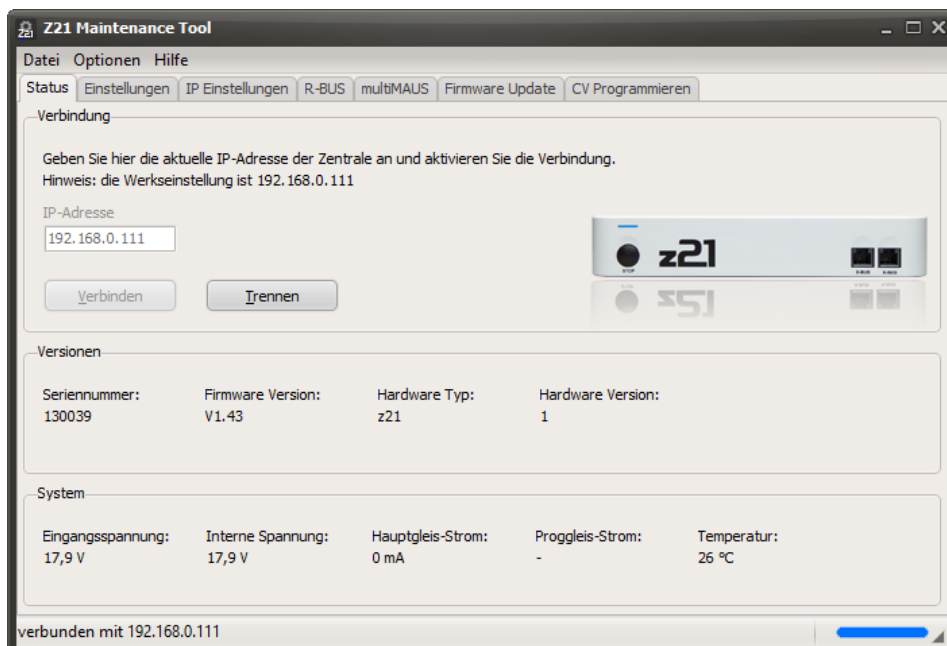 Z21 Maintenance Tool
Datei Optionen Hilfe
Status Einstellungen IP Einstellungen R-BUS multiMAUS Firmware Update CV Programmieren
Verbindung
Geben Sie hier die aktuelle IP-Adresse der Zentrale an und aktivieren Sie die Verbindung.
Hinweis: die Werkseinstellung ist 192.168.0.111
IP-Adresse
192.168.0.111
Verbinden Trennen
z21
STOP
Versionen
Seriennummer: Firmware Version: Hardware Typ: Hardware Version:
130039 V1.43 z21 1
System
Eingangsspannung: Interne Spannung: Hauptgleis-Strom: Proggleis-Strom: Temperatur:
17,9 V 17,9 V 0 mA - 26 °C
verbunden mit 192.168.0.111